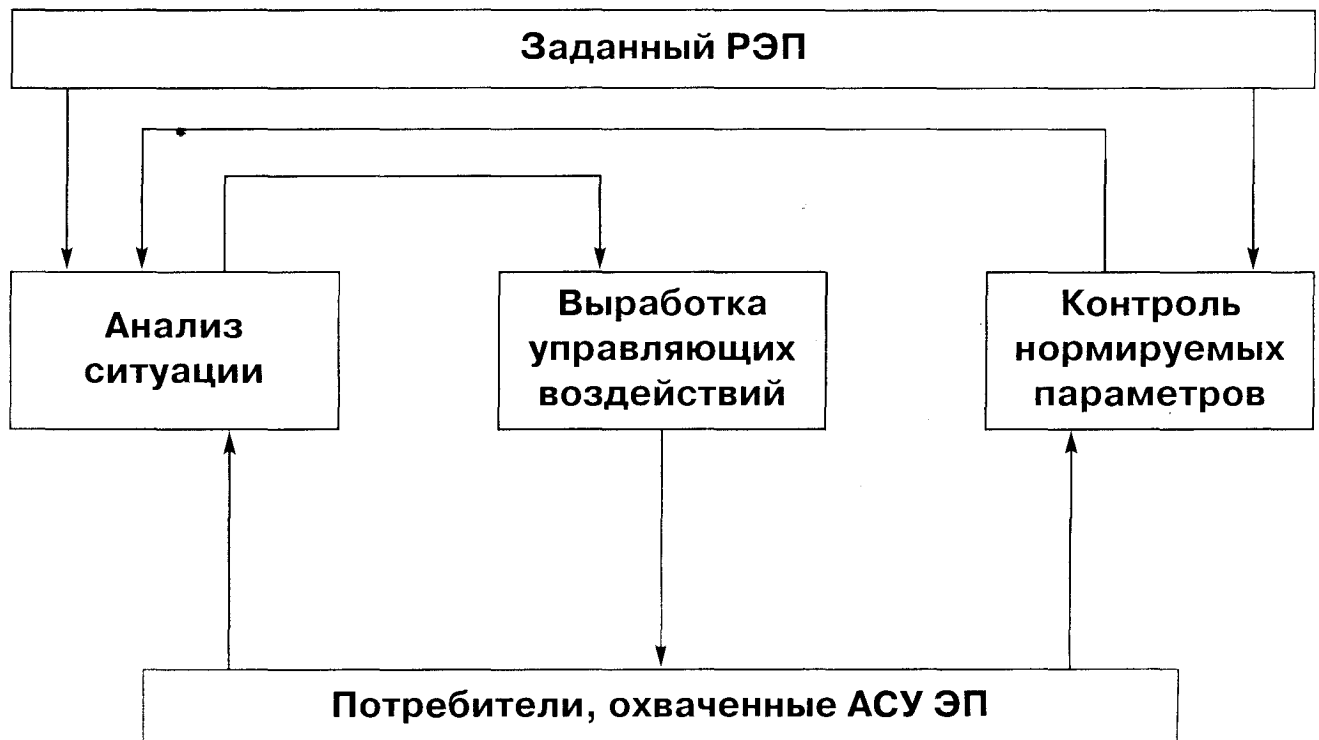 Заданный РЭП
Анализ
ситуации
Выработка
управляющих
воздействий
Контроль
нормируемых
параметров
Потребители, охваченные АСУ ЭП